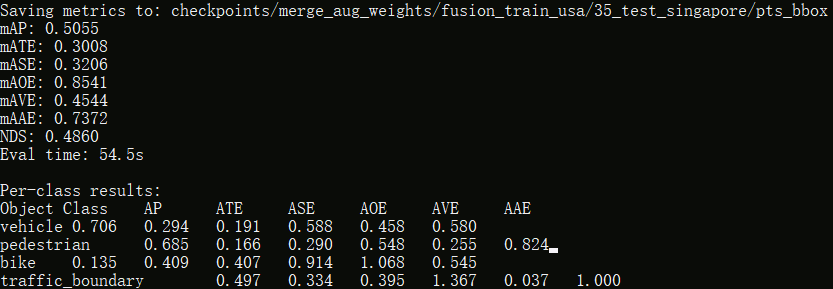 Saving metrics to: checkpoints/merge_aug_weights/fusion_train_usa/35_test_singapore/pts_bbox
mAP: 0.5055
mATE: 0.3008
mASE: 0.3206
mAOE: 0.8541
mAVE: 0.4544
mAAE: 0.7372
NDS: 0.4860
Eval time: 54.5s
Per-class results:
Object Class AP ATE ASE AOE AVE AAE
vehicle 0.706 0.294 0.191 0.588 0.458 0.580
pedestrian 0.685 0.166 0.290 0.548 0.255 0.824
bike 0.135 0.409 0.407 0.914 1.068 0.545
traffic_boundary 0.497 0.334 0.395 1.367 0.037 1.000